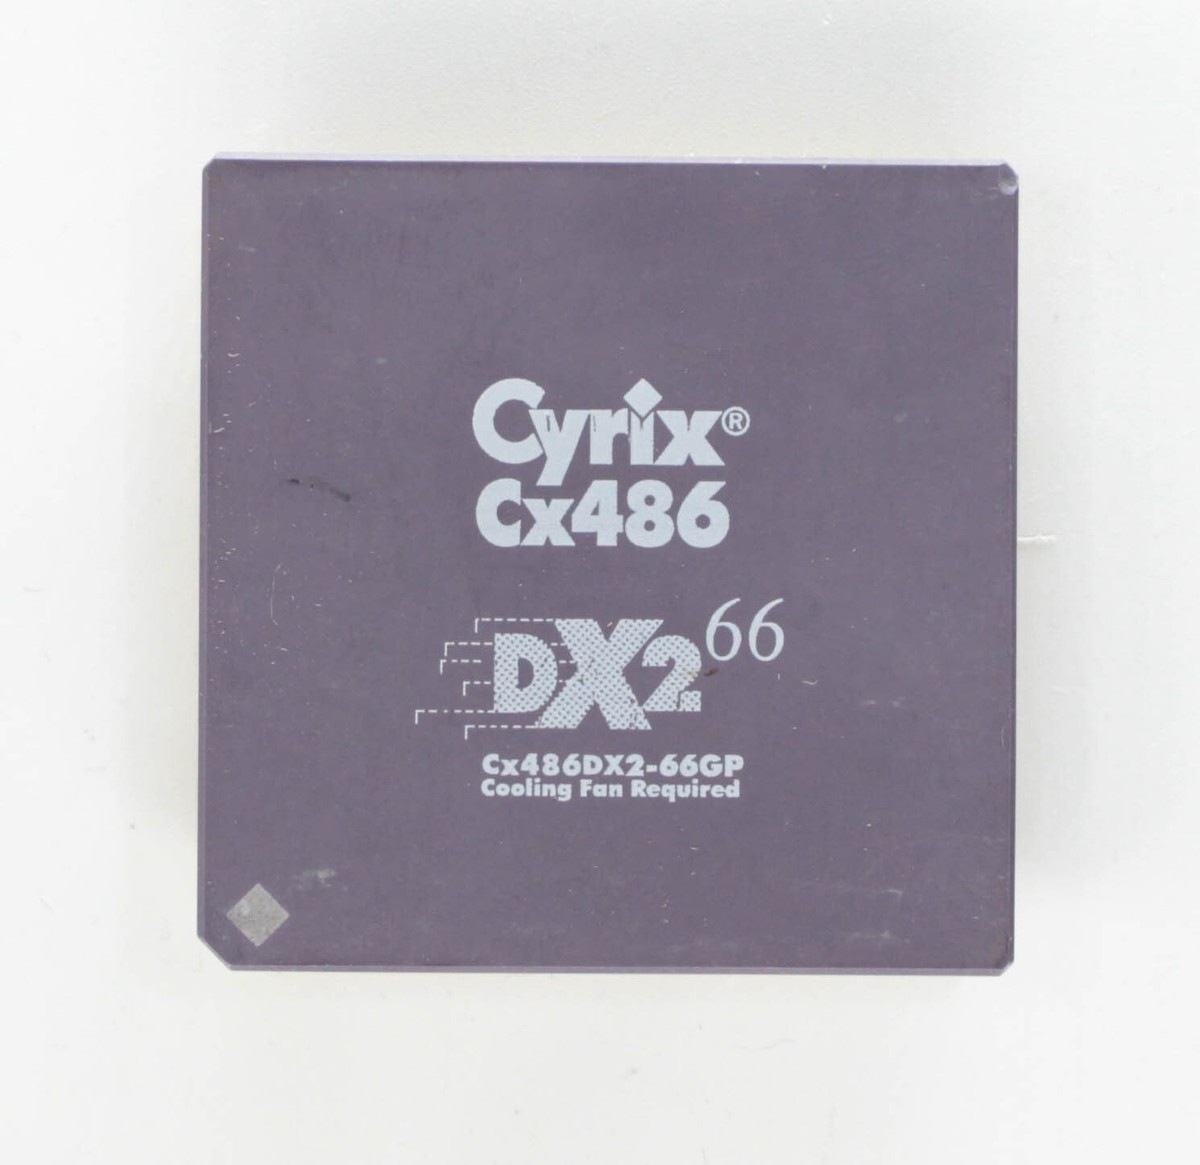 Cyrix®
Cx486
DX2 66
Cx486DX2-66GP
Cooling Fan Required